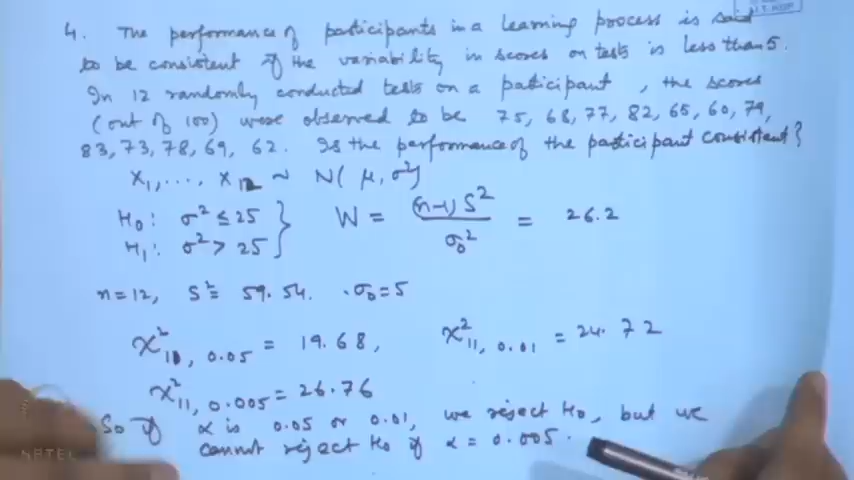 4. The performance of participants in a learning process is said
to be consistent if the variability in scores on tests is less than 5.
In 12 randomly conducted tests on a participant, the scores
(out of 100) were observed to be 75, 68, 77, 82, 65, 60, 79,
83, 73, 78, 69, 62. Is the performance of the participant consistent?
X₁, ..., X₁₂ ~ N(μ, σ²)
H₀: σ² ≤ 25
H₁: σ² > 25
W = (n-1)S² / σ₀² = 26.2
n=12, S² = 59.54. σ₀=5
χ²₁₁, 0.05 = 19.68, χ²₁₁, 0.01 = 24.72
χ²₁₁, 0.005 = 26.76
So if α is 0.05 or 0.01, we reject H₀, but we
cannot reject H₀ if α = 0.005.
NPTEL